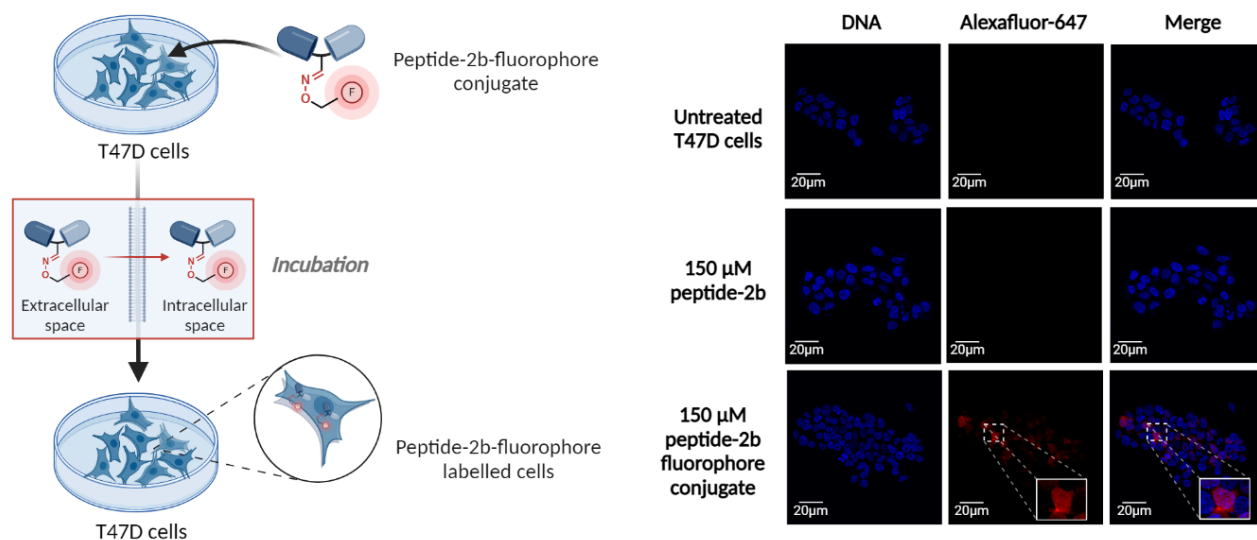 Peptide-2b-fluorophore
conjugate
N
O
F
T47D cells
N
O
F
N
O
F
Extracellular
space
Intracellular
space
Incubation
Peptide-2b-fluorophore
labelled cells
T47D cells
DNA
Alexafluor-647
Merge
Untreated
T47D cells
20µm
20µm
20µm
150 µM
peptide-2b
20µm
20µm
20µm
150 µM
peptide-2b
fluorophore
conjugate
20µm
20µm
20µm